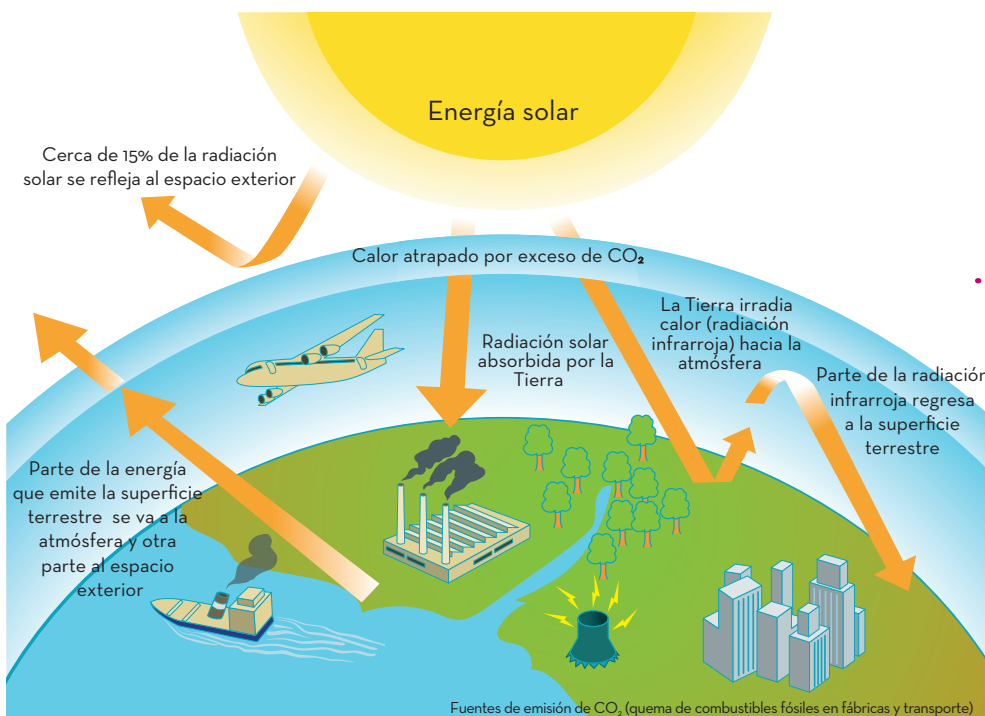 Energía solar
Cerca de 15% de la radiación
solar se refleja al espacio exterior
Calor atrapado por exceso de CO₂
La Tierra irradia
calor (radiación
infrarroja) hacia la
atmósfera
Radiación solar
absorbida por la
Tierra
Parte de la radiación
infrarroja regresa
a la superficie
terrestre
Parte de la energía
que emite la superficie
terrestre se va a la
atmósfera y otra
parte al espacio
exterior
Fuentes de emisión de CO₂ (quema de combustibles fósiles en fábricas y transporte)